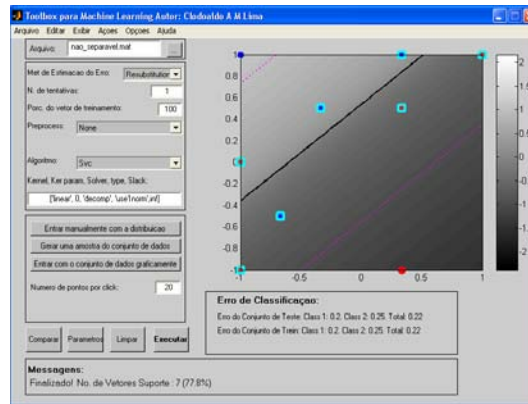 Toolbox para Machine Learning Autor: Clodoaldo A M Lima
Arquivo Editar Exibir Açoes Opçoes Ajuda
Arquivo: nao_separavel.mat ...
Met de Estimacao do Erro: Resubstitution
N. de tentativas: 1
Porc. do vetor de treinamento: 100
Preprocess: None
Algoritmo: Svc
Kernel, Ker param, Solver, type, Slack:
['linear', 0, 'decomp', 'use1norm',inf]
Entrar manualmente com a distribuicao
Gerar uma amostra do conjunto de dados
Entrar com o conjunto de dados graficamente
Numero de pontos por click: 20
Comparar Parametros Limpar Executar
1
0.8
0.6
0.4
0.2
0
-0.2
-0.4
-0.6
-0.8
-1
-1 -0.5 0 0.5 1
2
1.5
1
0.5
0
-0.5
-1
-1.5
-2
Erro de Classificaçao:
Erro do Conjunto de Teste: Class 1: 0.2. Class 2: 0.25. Total: 0.22
Erro do Conjunto de Trein: Class 1: 0.2. Class 2: 0.25. Total: 0.22
Messagens:
Finalizado! No. de Vetores Suporte : 7 (77.8%)